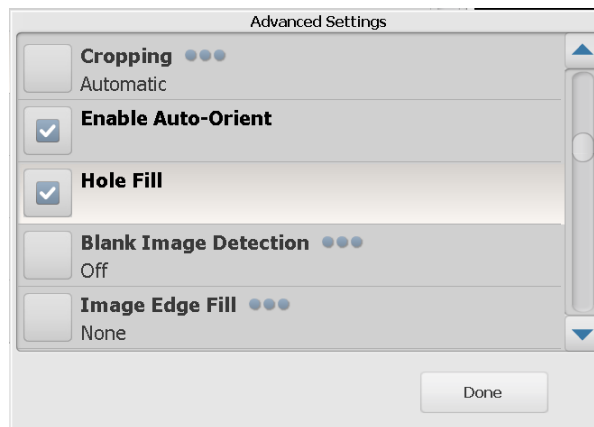 Advanced Settings
Cropping
Automatic
Enable Auto-Orient
Hole Fill
Blank Image Detection
Off
Image Edge Fill
None
Done